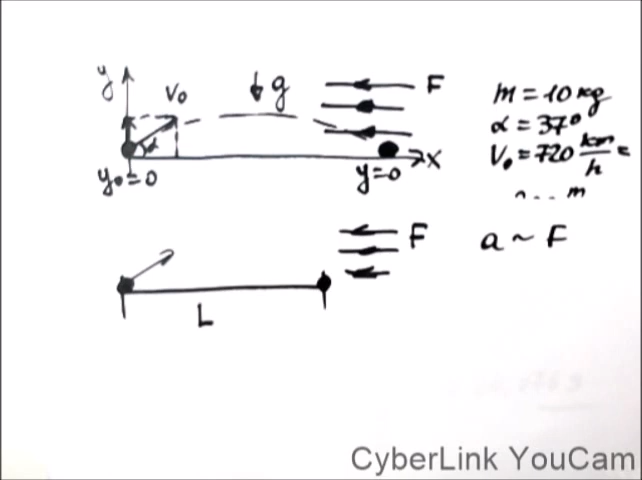 y
V₀
g
F
m = 10 kg
α
α = 37°
x
V₀ = 720 km/h =
y₀ = 0
y = 0
m
F
a ~ F
L
CyberLink YouCam